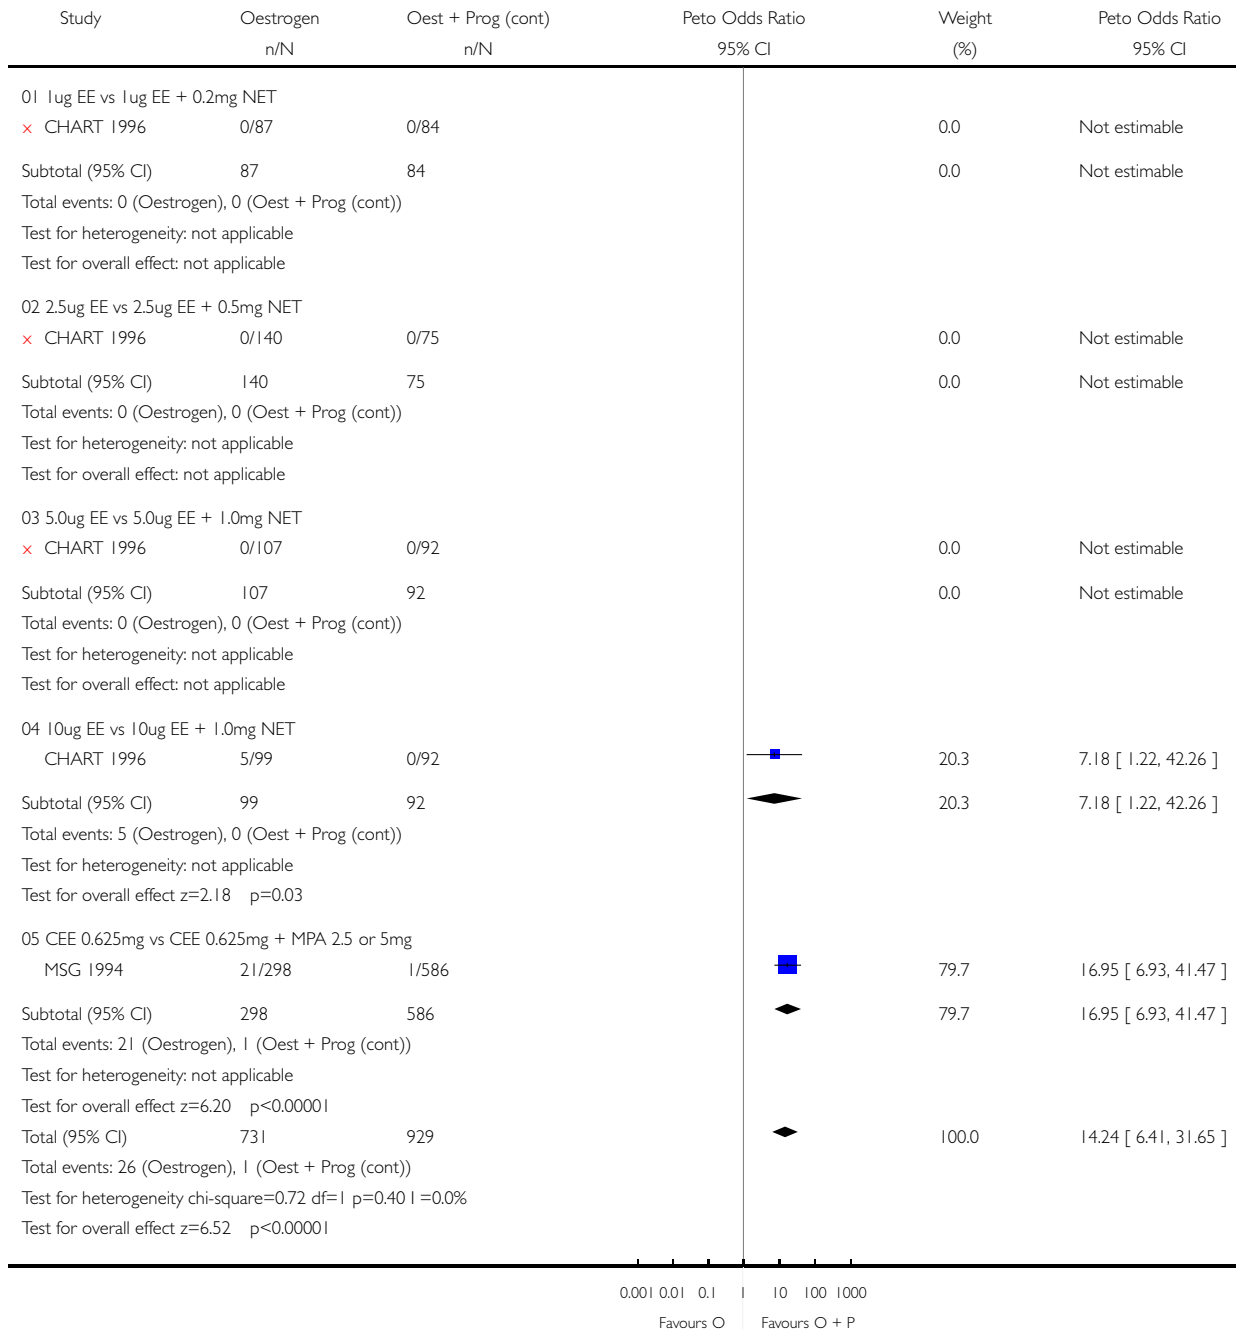 Study Oestrogen Oest + Prog (cont) Peto Odds Ratio Weight Peto Odds Ratio
n/N n/N 95% CI (%) 95% CI
01 1ug EE vs 1ug EE + 0.2mg NET
× CHART 1996 0/87 0/84 0.0 Not estimable
Subtotal (95% CI) 87 84 0.0 Not estimable
Total events: 0 (Oestrogen), 0 (Oest + Prog (cont))
Test for heterogeneity: not applicable
Test for overall effect: not applicable
02 2.5ug EE vs 2.5ug EE + 0.5mg NET
× CHART 1996 0/140 0/75 0.0 Not estimable
Subtotal (95% CI) 140 75 0.0 Not estimable
Total events: 0 (Oestrogen), 0 (Oest + Prog (cont))
Test for heterogeneity: not applicable
Test for overall effect: not applicable
03 5.0ug EE vs 5.0ug EE + 1.0mg NET
× CHART 1996 0/107 0/92 0.0 Not estimable
Subtotal (95% CI) 107 92 0.0 Not estimable
Total events: 0 (Oestrogen), 0 (Oest + Prog (cont))
Test for heterogeneity: not applicable
Test for overall effect: not applicable
04 10ug EE vs 10ug EE + 1.0mg NET
CHART 1996 5/99 0/92 20.3 7.18 [ 1.22, 42.26 ]
Subtotal (95% CI) 99 92 20.3 7.18 [ 1.22, 42.26 ]
Total events: 5 (Oestrogen), 0 (Oest + Prog (cont))
Test for heterogeneity: not applicable
Test for overall effect z=2.18 p=0.03
05 CEE 0.625mg vs CEE 0.625mg + MPA 2.5 or 5mg
MSG 1994 21/298 1/586 79.7 16.95 [ 6.93, 41.47 ]
Subtotal (95% CI) 298 586 79.7 16.95 [ 6.93, 41.47 ]
Total events: 21 (Oestrogen), 1 (Oest + Prog (cont))
Test for heterogeneity: not applicable
Test for overall effect z=6.20 p<0.00001
Total (95% CI) 731 929 100.0 14.24 [ 6.41, 31.65 ]
Total events: 26 (Oestrogen), 1 (Oest + Prog (cont))
Test for heterogeneity chi-square=0.72 df=1 p=0.40 I =0.0%
Test for overall effect z=6.52 p<0.00001
0.001 0.01 0.1 1 10 100 1000
Favours O Favours O + P